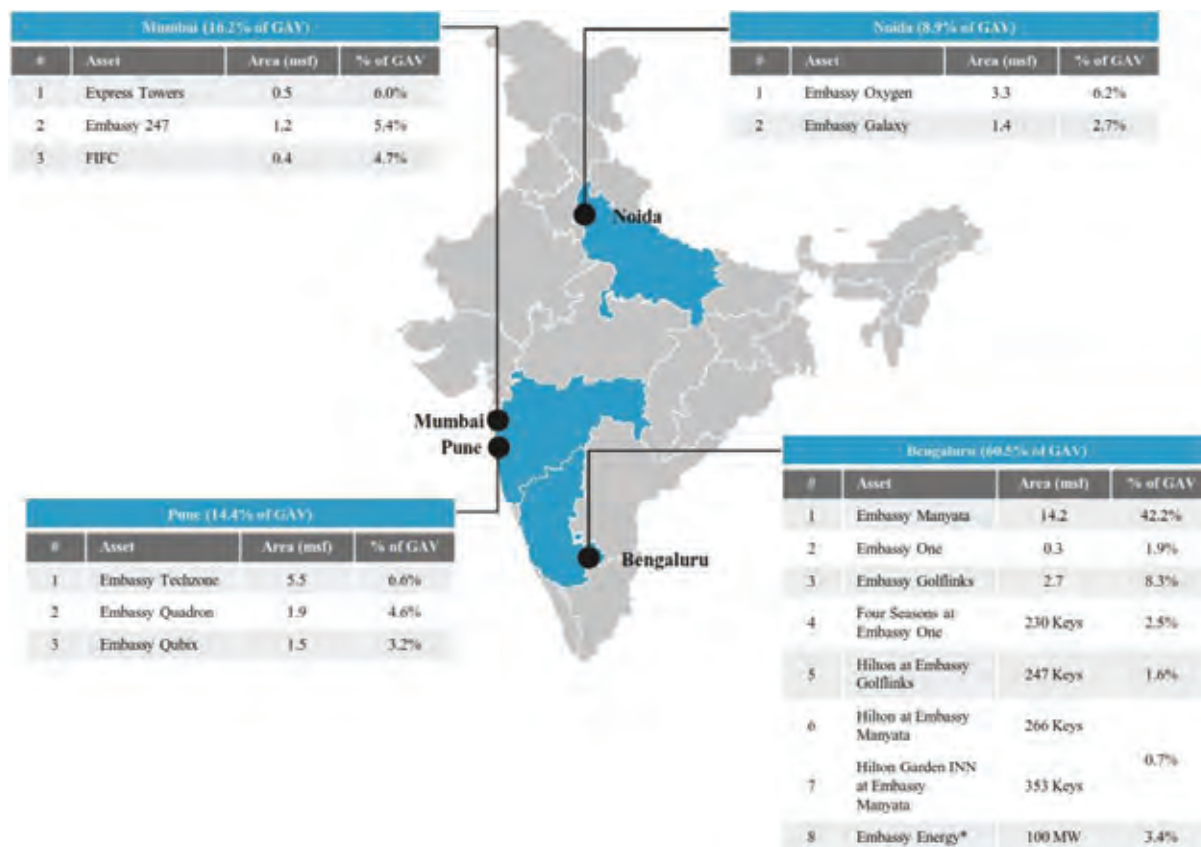 Mumbai (16.2% of GAV)
# Asset Area (msf) % of GAV
1 Express Towers 0.5 6.0%
2 Embassy 247 1.2 5.4%
3 FIFC 0.4 4.7%
Noida (8.9% of GAV)
# Asset Area (msf) % of GAV
1 Embassy Oxygen 3.3 6.2%
2 Embassy Galaxy 1.4 2.7%
Noida
Mumbai
Pune
Bengaluru
Pune (14.4% of GAV)
# Asset Area (msf) % of GAV
1 Embassy Techzone 5.5 6.6%
2 Embassy Quadron 1.9 4.6%
3 Embassy Qubix 1.5 3.2%
Bengaluru (60.5% of GAV)
# Asset Area (msf) % of GAV
1 Embassy Manyata 14.2 42.2%
2 Embassy One 0.3 1.9%
3 Embassy Golflinks 2.7 8.3%
4 Four Seasons at
Embassy One 230 Keys 2.5%
5 Hilton at Embassy
Golflinks 247 Keys 1.6%
6 Hilton at Embassy
Manyata 266 Keys
0.7%
7 Hilton Garden INN
at Embassy
Manyata 353 Keys
8 Embassy Energy* 100 MW 3.4%